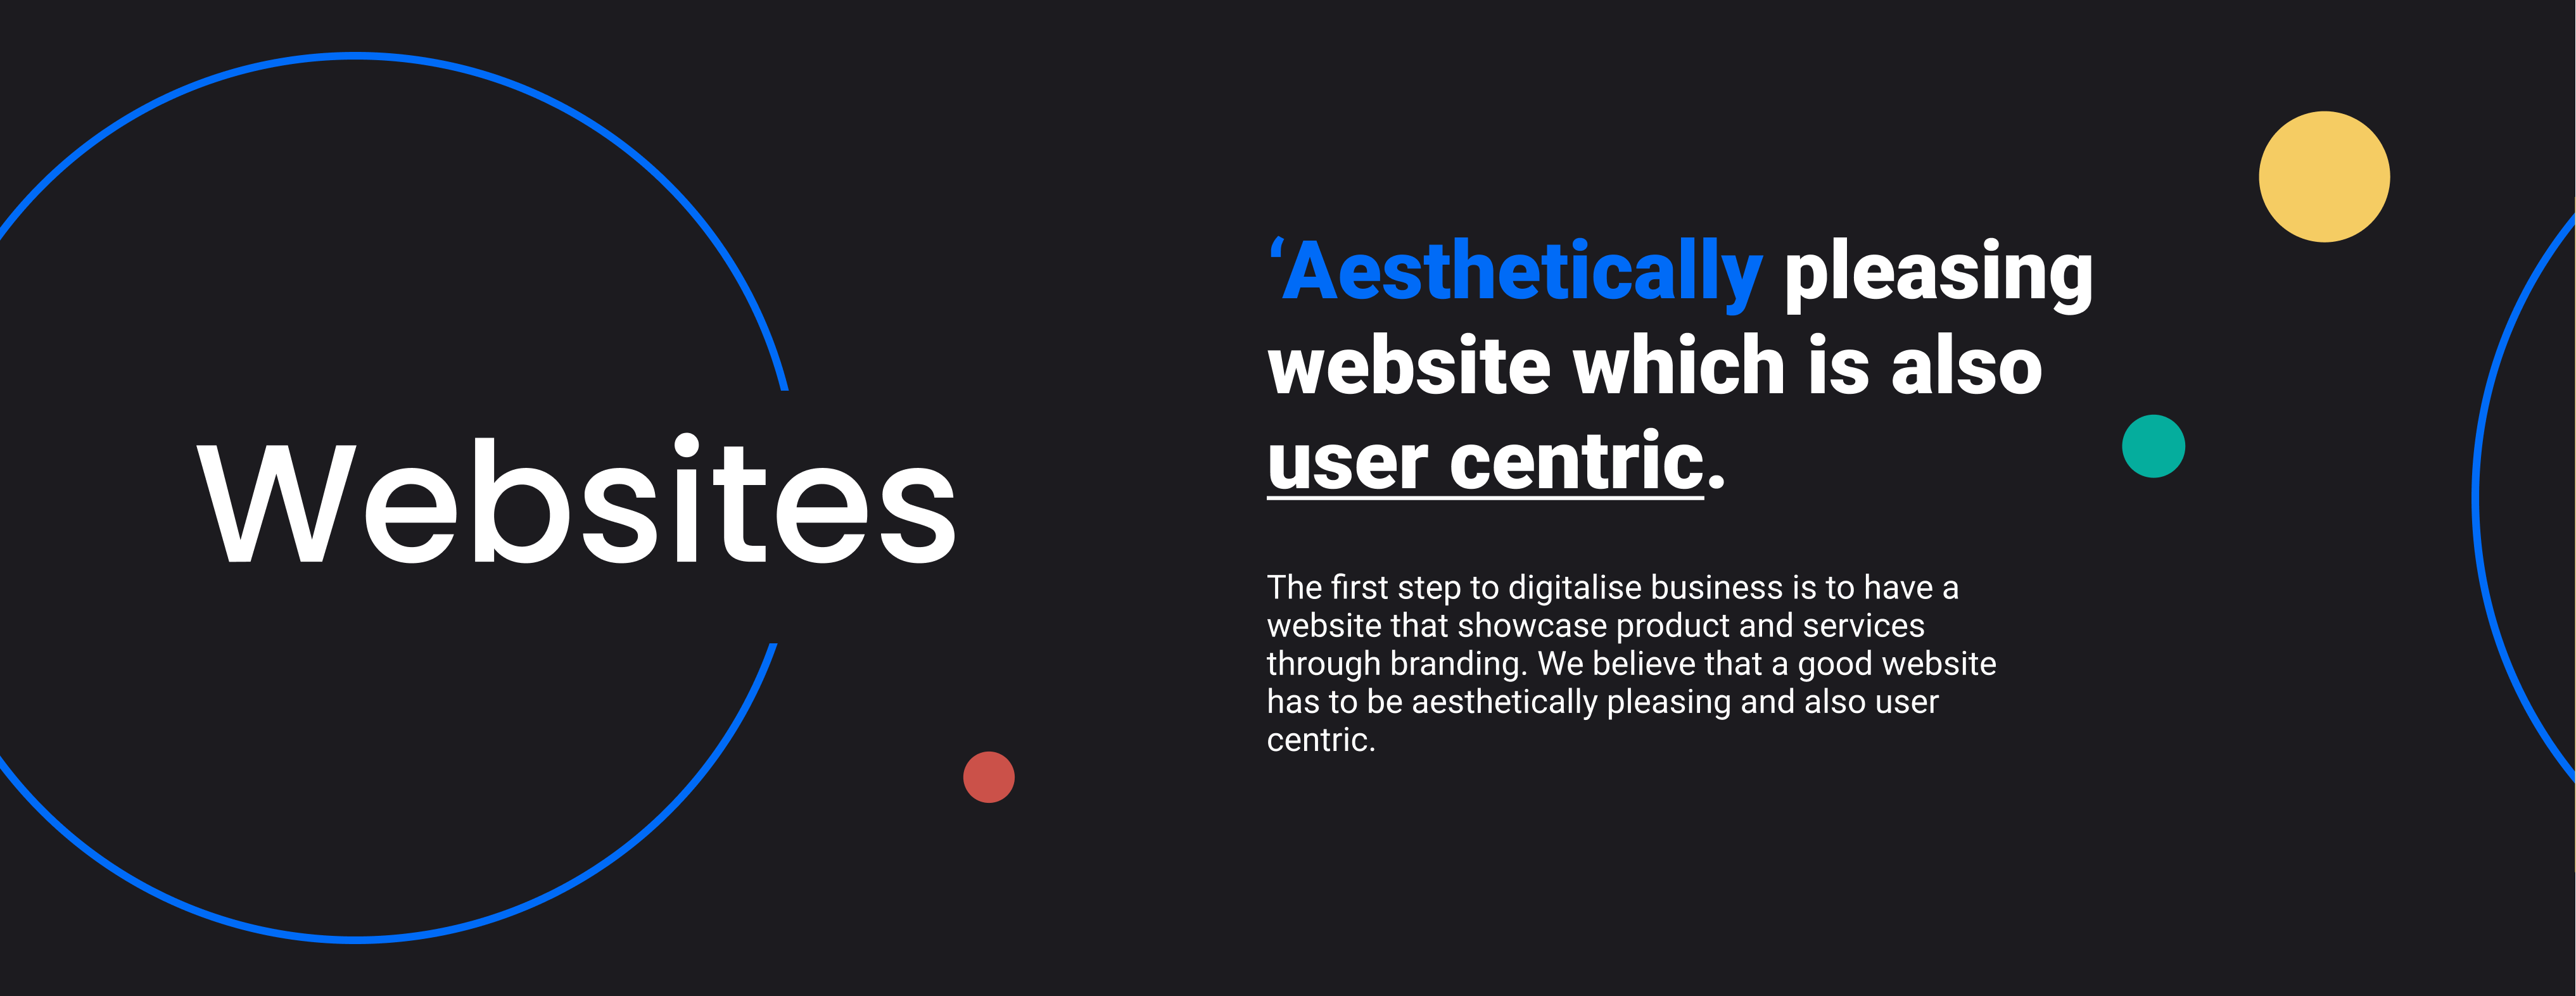 Websites
‘Aesthetically pleasing
website which is also
user centric.
The first step to digitalise business is to have a
website that showcase product and services
through branding. We believe that a good website
has to be aesthetically pleasing and also user
centric.